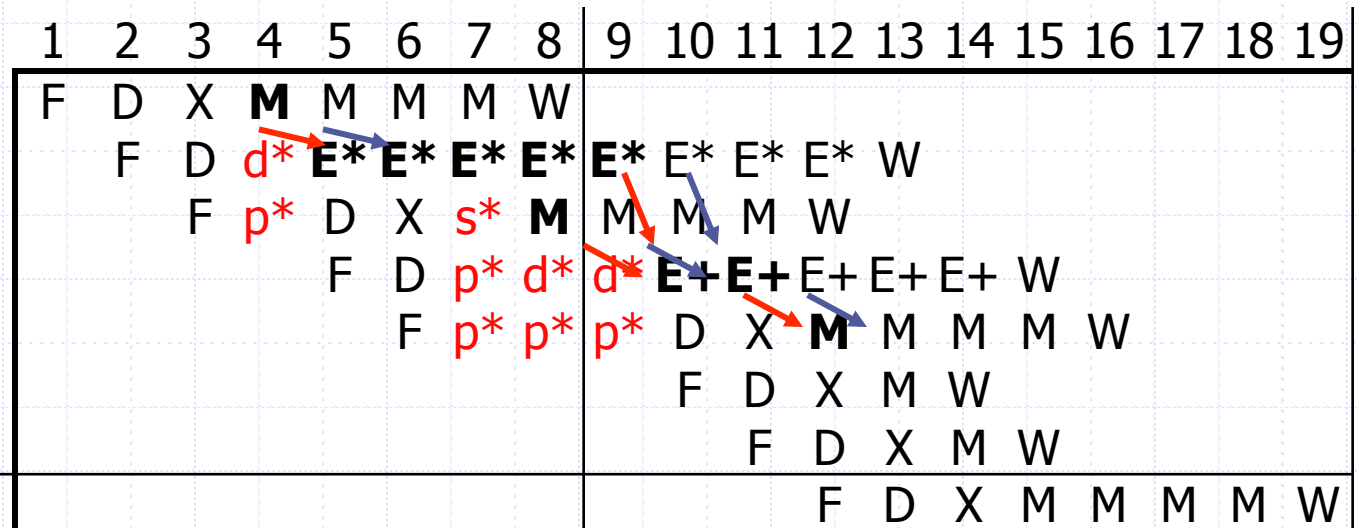 1 2 3 4 5 6 7 8 9 10 11 12 13 14 15 16 17 18 19
F D X M M M M W
F D d* E* E* E* E* E* E* E* E* W
F p* D X s* M M M M W
F D p* d* d* E+ E+ E+ E+ E+ W
F p* p* p* D X M M M M W
F D X M W
F D X M W
F D X M M M M W